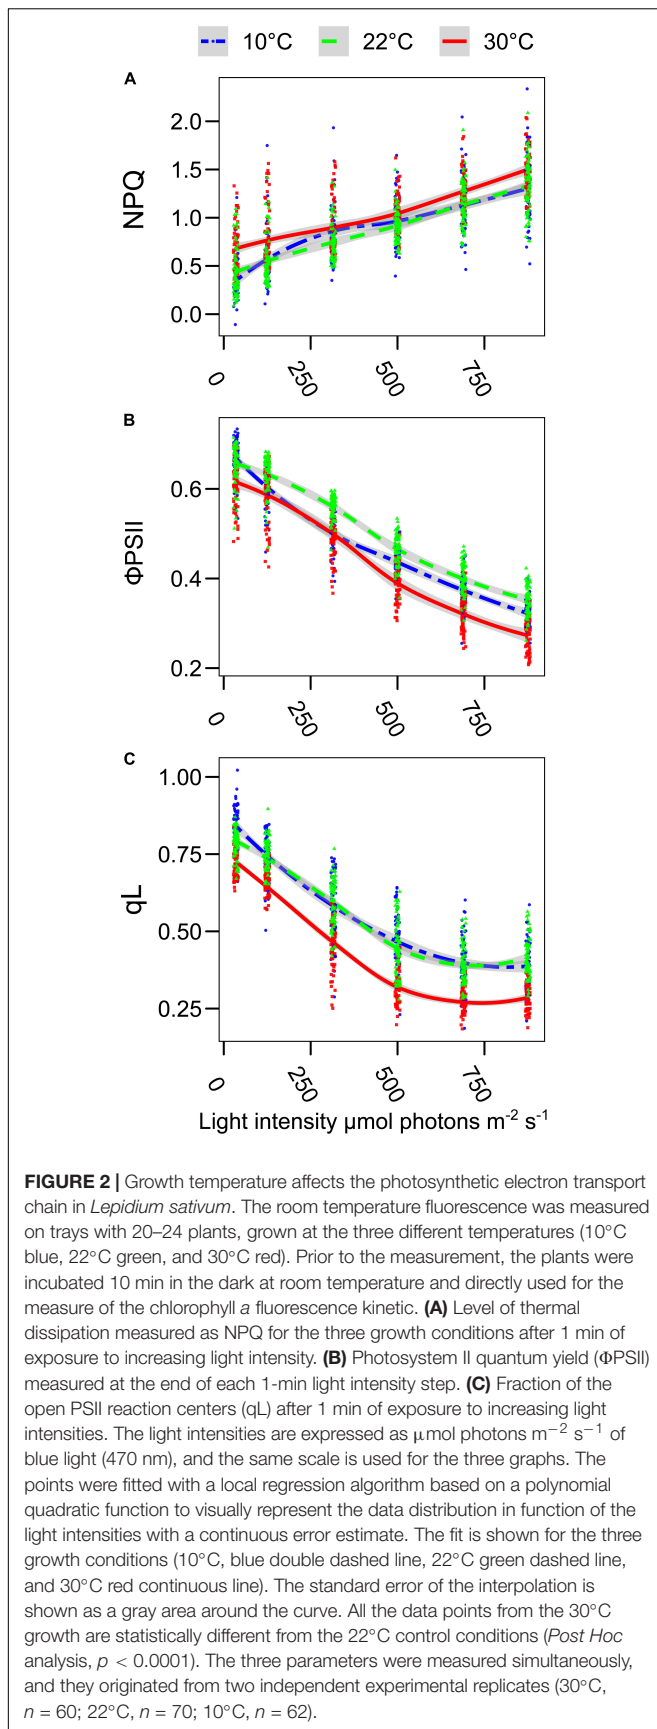 10°C 22°C 30°C
A
2.0
1.5
1.0
0.5
0.0
NPQ
0 250 500 750
B
0.6
0.4
0.2
ΦPSII
0 250 500 750
C
1.00
0.75
0.50
0.25
qL
0 250 500 750
Light intensity μmol photons m⁻² s⁻¹
FIGURE 2 | Growth temperature affects the photosynthetic electron transport
chain in Lepidium sativum. The room temperature fluorescence was measured
on trays with 20–24 plants, grown at the three different temperatures (10°C
blue, 22°C green, and 30°C red). Prior to the measurement, the plants were
incubated 10 min in the dark at room temperature and directly used for the
measure of the chlorophyll a fluorescence kinetic. (A) Level of thermal
dissipation measured as NPQ for the three growth conditions after 1 min of
exposure to increasing light intensity. (B) Photosystem II quantum yield (ΦPSII)
measured at the end of each 1-min light intensity step. (C) Fraction of the
open PSII reaction centers (qL) after 1 min of exposure to increasing light
intensities. The light intensities are expressed as μmol photons m⁻² s⁻¹ of
blue light (470 nm), and the same scale is used for the three graphs. The
points were fitted with a local regression algorithm based on a polynomial
quadratic function to visually represent the data distribution in function of the
light intensities with a continuous error estimate. The fit is shown for the three
growth conditions (10°C, blue double dashed line, 22°C green dashed line,
and 30°C red continuous line). The standard error of the interpolation is
shown as a gray area around the curve. All the data points from the 30°C
growth are statistically different from the 22°C control conditions (Post Hoc
analysis, p < 0.0001). The three parameters were measured simultaneously,
and they originated from two independent experimental replicates (30°C,
n = 60; 22°C, n = 70; 10°C, n = 62).